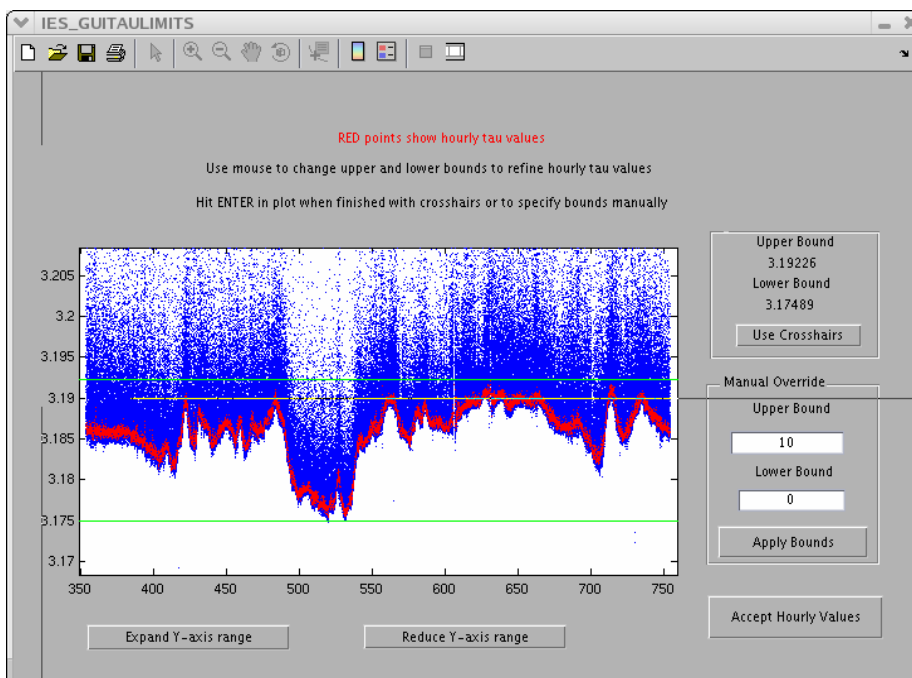 IES_GUITAULIMITS
RED points show hourly tau values
Use mouse to change upper and lower bounds to refine hourly tau values
Hit ENTER in plot when finished with crosshairs or to specify bounds manually
3.205
3.2
3.195
3.19
3.185
3.18
3.175
3.17
350 400 450 500 550 600 650 700 750
Expand Y-axis range
Reduce Y-axis range
Upper Bound
3.19226
Lower Bound
3.17489
Use Crosshairs
Manual Override
Upper Bound
10
Lower Bound
0
Apply Bounds
Accept Hourly Values